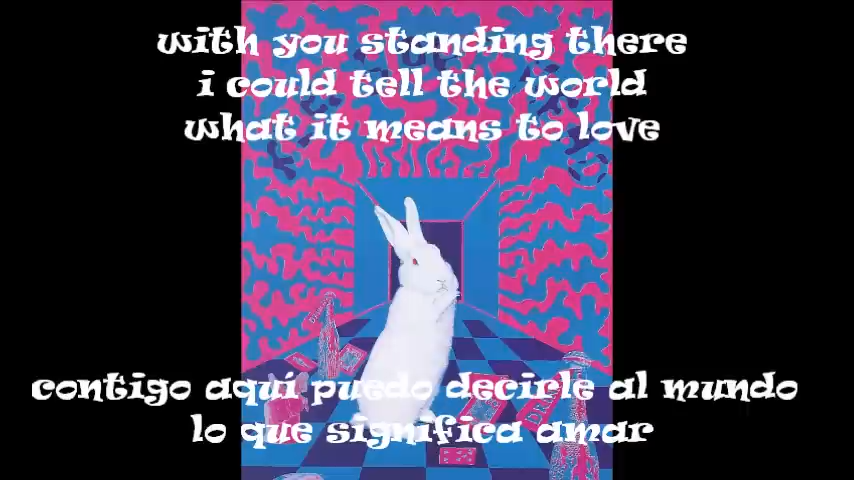 with you standing there
i could tell the world
what it means to love
contigo aquí puedo decirle al mundo
lo que significa amar